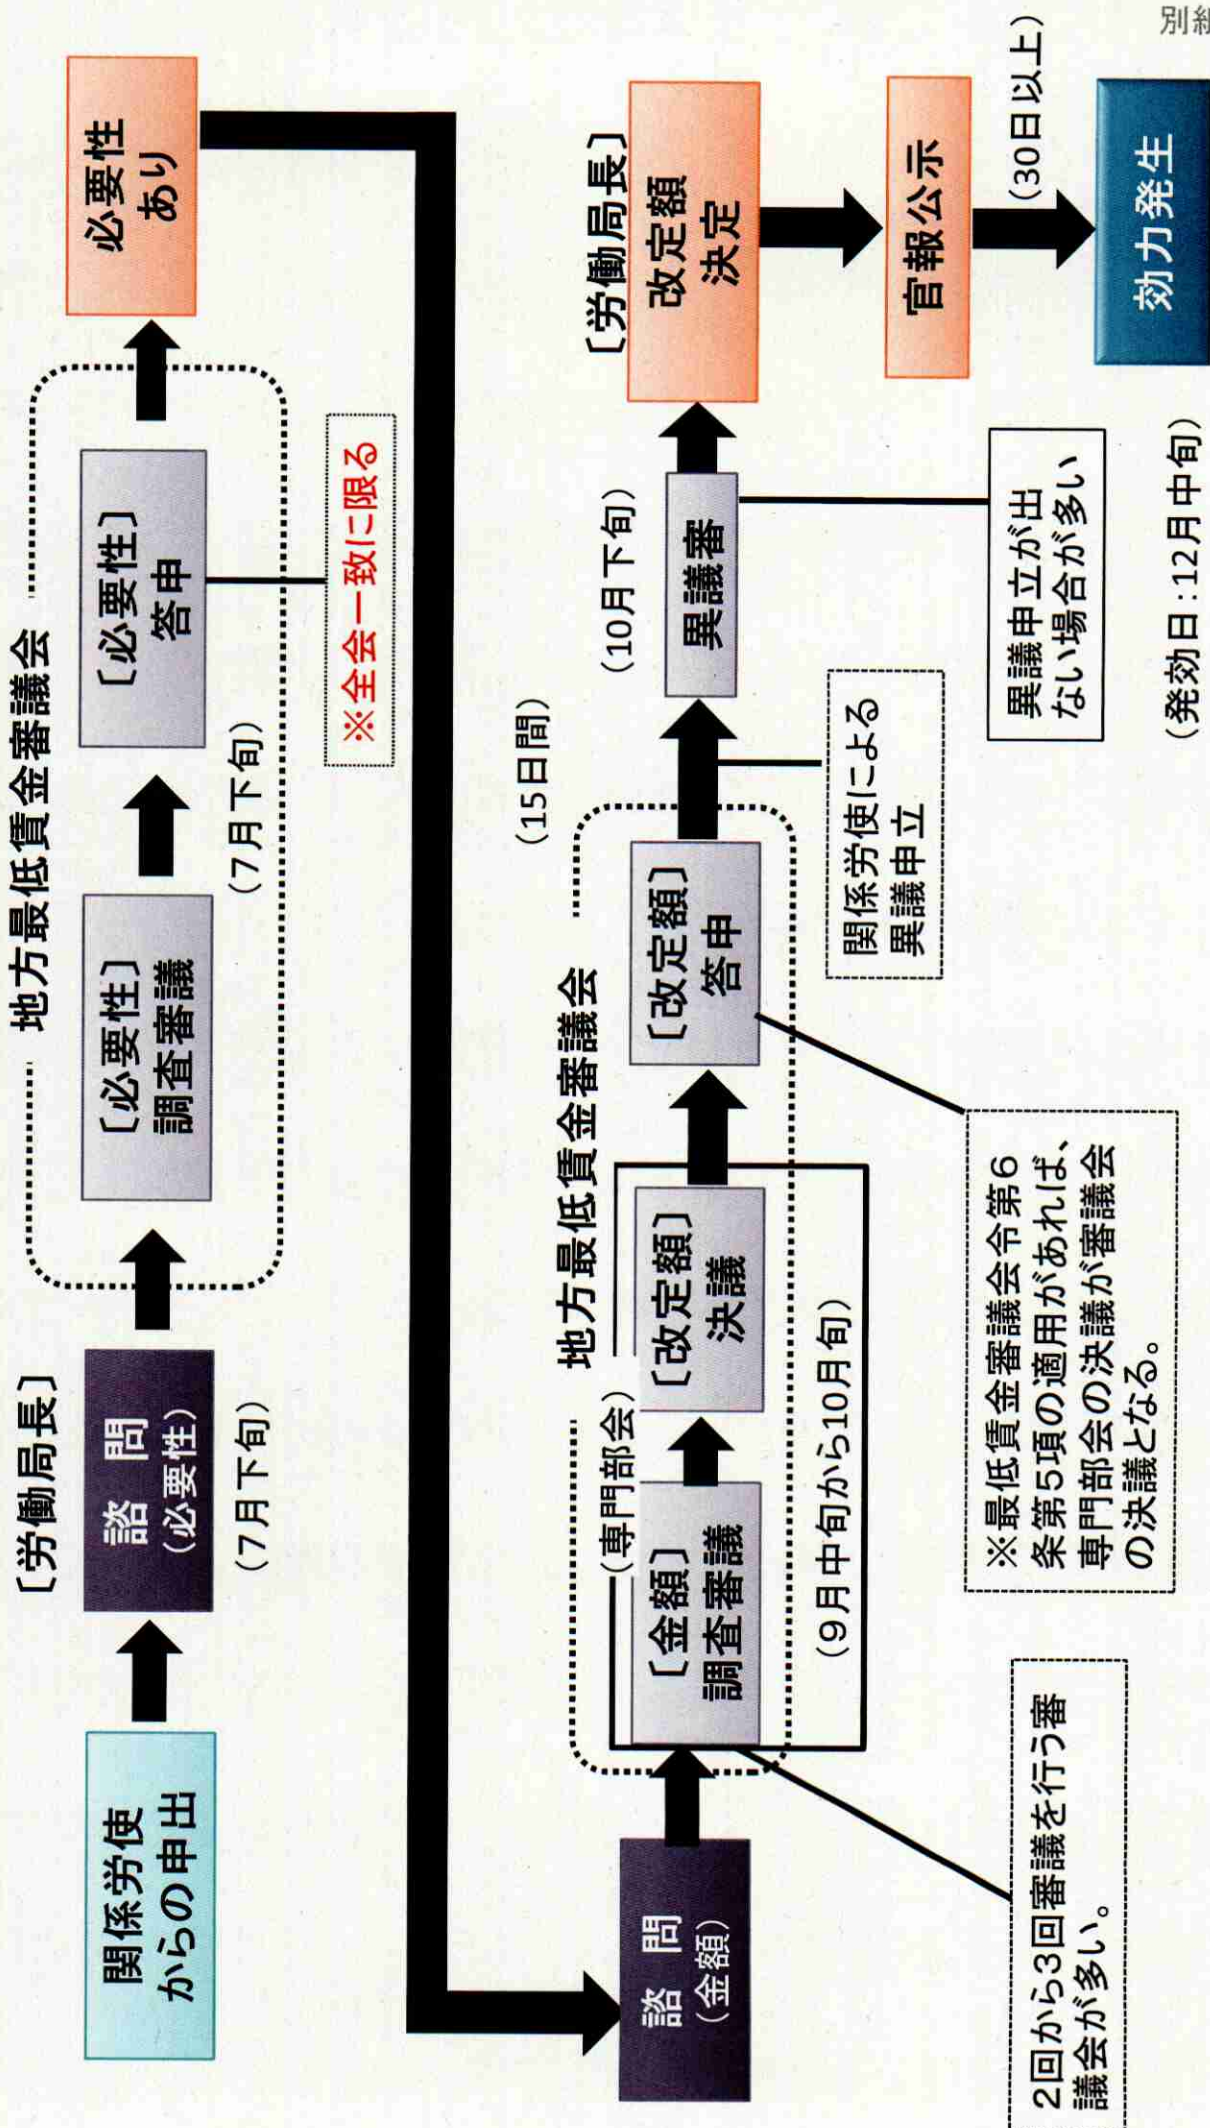 別紙
地方最低賃金審議会
〔労働局長〕
関係労使
からの申出
諮　問
（必要性）
（7月下旬）
［必要性］
調査審議
［必要性］
答申
（7月下旬）
※全会一致に限る
必要性
あり
諮　問
（金額）
地方最低賃金審議会
（専門部会）
［金額］
調査審議
［改定額］
決議
（9月中旬から10月旬）
［改定額］
答申
（15日間）
関係労使による
異議申立
（10月下旬）
異議審
異議申立が出
ない場合が多い
〔労働局長〕
改定額
決定
官報公示
（30日以上）
効力発生
（発効日：12月中旬）
2回から3回審議を行う審
議会が多い。
※最低賃金審議会令第6
条第5項の適用があれば、
専門部会の決議が審議会
の決議となる。